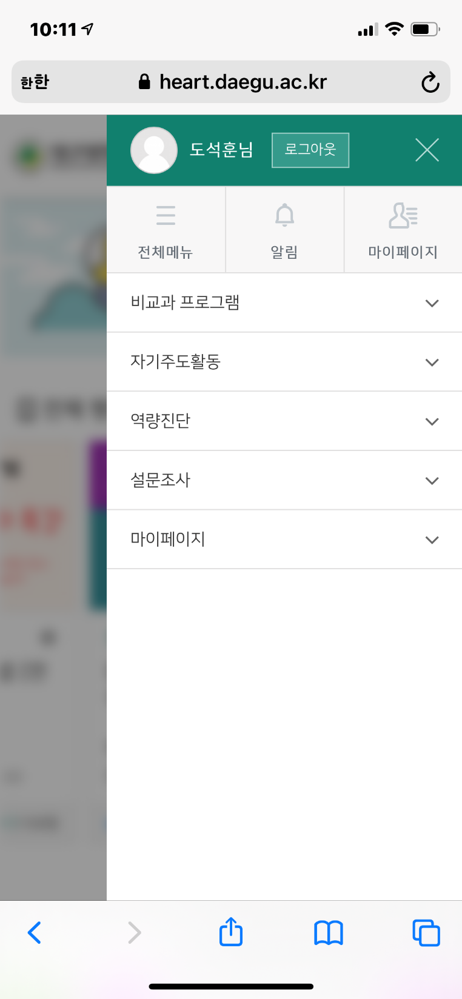 10:11
한한
heart.daegu.ac.kr
도석훈님
로그아웃
전체메뉴
알림
마이페이지
비교과 프로그램
자기주도활동
역량진단
설문조사
마이페이지